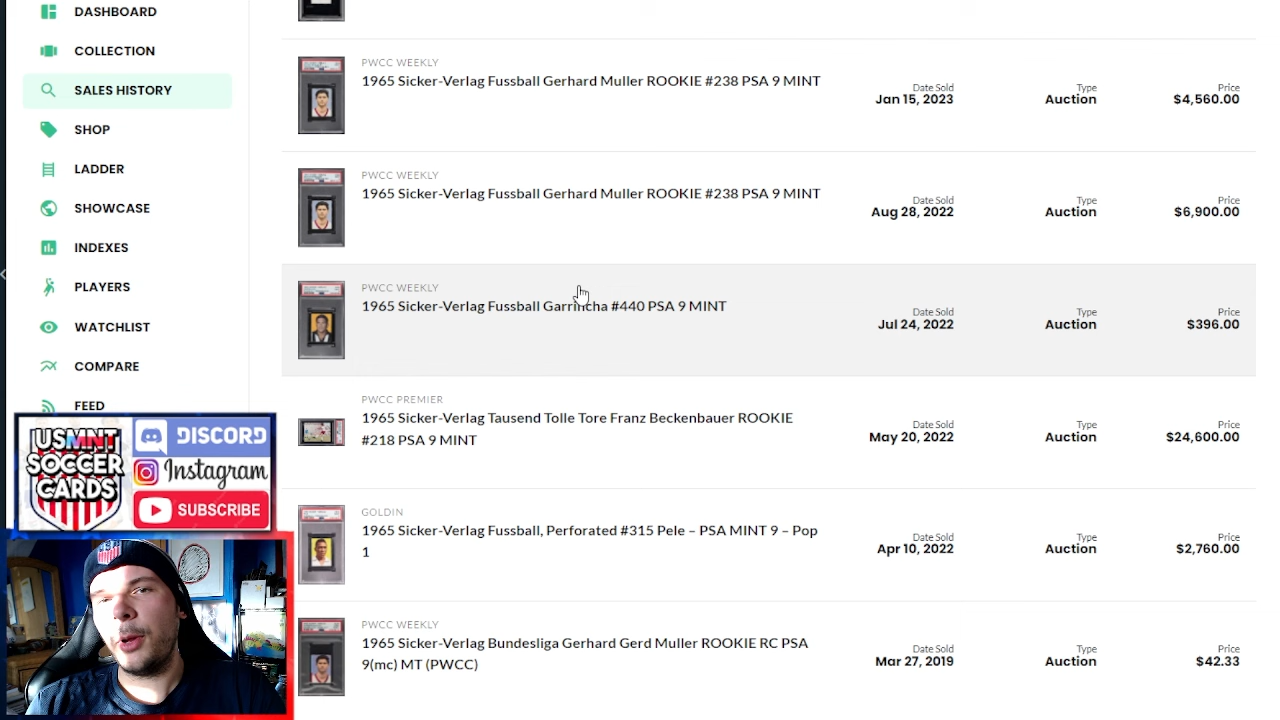 DASHBOARD
COLLECTION
SALES HISTORY
SHOP
LADDER
SHOWCASE
INDEXES
PLAYERS
WATCHLIST
COMPARE
FEED
PWCC WEEKLY
1965 Sicker-Verlag Fussball Gerhard Muller ROOKIE #238 PSA 9 MINT
Date Sold
Jan 15, 2023
Type
Auction
Price
$4,560.00
PWCC WEEKLY
1965 Sicker-Verlag Fussball Gerhard Muller ROOKIE #238 PSA 9 MINT
Date Sold
Aug 28, 2022
Type
Auction
Price
$6,900.00
PWCC WEEKLY
1965 Sicker-Verlag Fussball Garrincha #440 PSA 9 MINT
Date Sold
Jul 24, 2022
Type
Auction
Price
$396.00
PWCC PREMIER
1965 Sicker-Verlag Tausend Tolle Tore Franz Beckenbauer ROOKIE
#218 PSA 9 MINT
Date Sold
May 20, 2022
Type
Auction
Price
$24,600.00
GOLDIN
1965 Sicker-Verlag Fussball, Perforated #315 Pele – PSA MINT 9 – Pop
1
Date Sold
Apr 10, 2022
Type
Auction
Price
$2,760.00
PWCC WEEKLY
1965 Sicker-Verlag Bundesliga Gerhard Gerd Muller ROOKIE RC PSA
9(mc) MT (PWCC)
Date Sold
Mar 27, 2019
Type
Auction
Price
$42.33
USMNT
SOCCER
CARDS
DISCORD
Instagram
SUBSCRIBE